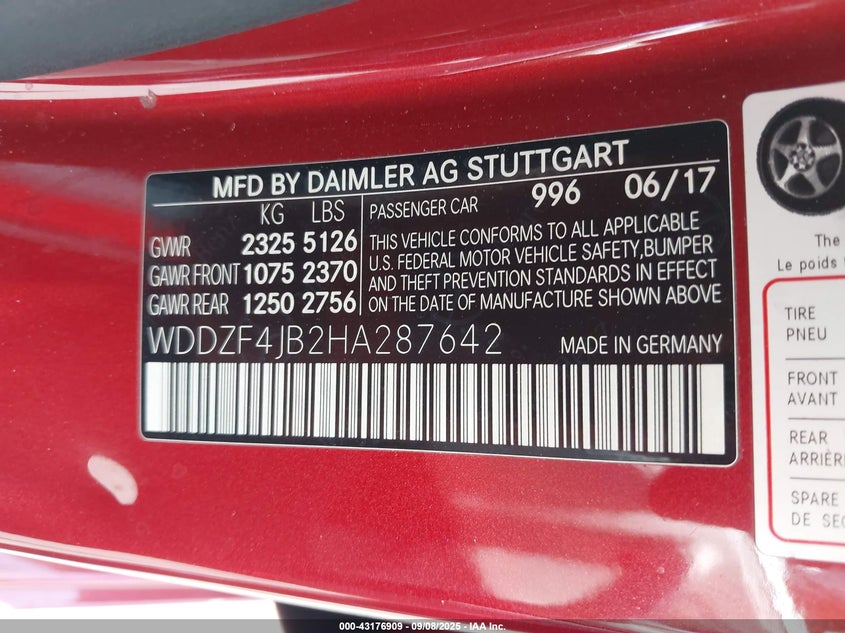 MFD BY DAIMLER AG STUTTGART
KG LBS
GVWR 2325 5126
GAWR FRONT 1075 2370
GAWR REAR 1250 2756
PASSENGER CAR 996 06/17
THIS VEHICLE CONFORMS TO ALL APPLICABLE
U.S. FEDERAL MOTOR VEHICLE SAFETY,BUMPER
AND THEFT PREVENTION STANDARDS IN EFFECT
ON THE DATE OF MANUFACTURE SHOWN ABOVE
WDDZF4JB2HA287642
MADE IN GERMANY
The
Le poids
TIRE
PNEU
FRONT
AVANT
REAR
ARRIÈRE
SPARE
DE
000-43176909 - 09/08/2025 - IAA Inc.